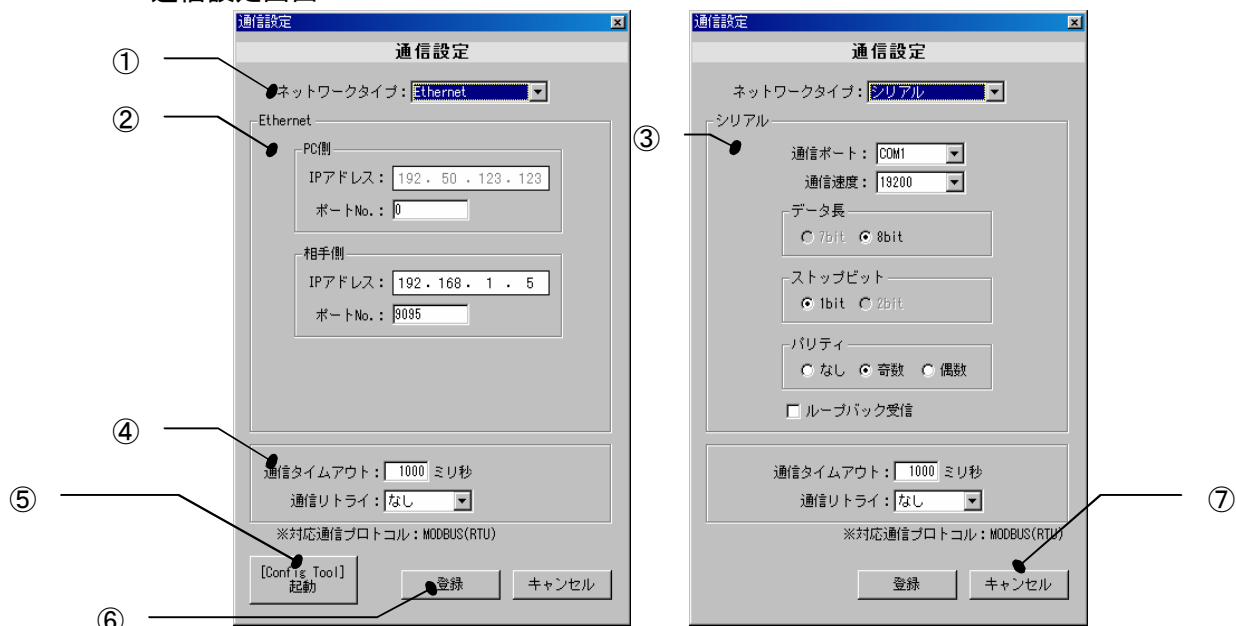 通信設定
通信設定
①
ネットワークタイプ：Ethernet
②
Ethernet
PC側
IPアドレス：192. 50 .123.123
ポートNo.：0
相手側
IPアドレス：192.168. 1 . 5
ポートNo.：9095
④
通信タイムアウト：1000 ミリ秒
⑤
通信リトライ：なし
※対応通信プロトコル：MODBUS(RTU)
[Config Tool]
起動
登録
キャンセル
⑥
通信設定
通信設定
ネットワークタイプ：シリアル
③
シリアル
通信ポート：COM1
通信速度：19200
データ長
7bit 8bit
ストップビット
1bit 2bit
パリティ
なし 奇数 偶数
ループバック受信
通信タイムアウト：1000 ミリ秒
通信リトライ：なし
⑦
※対応通信プロトコル：MODBUS(RTU)
登録
キャンセル